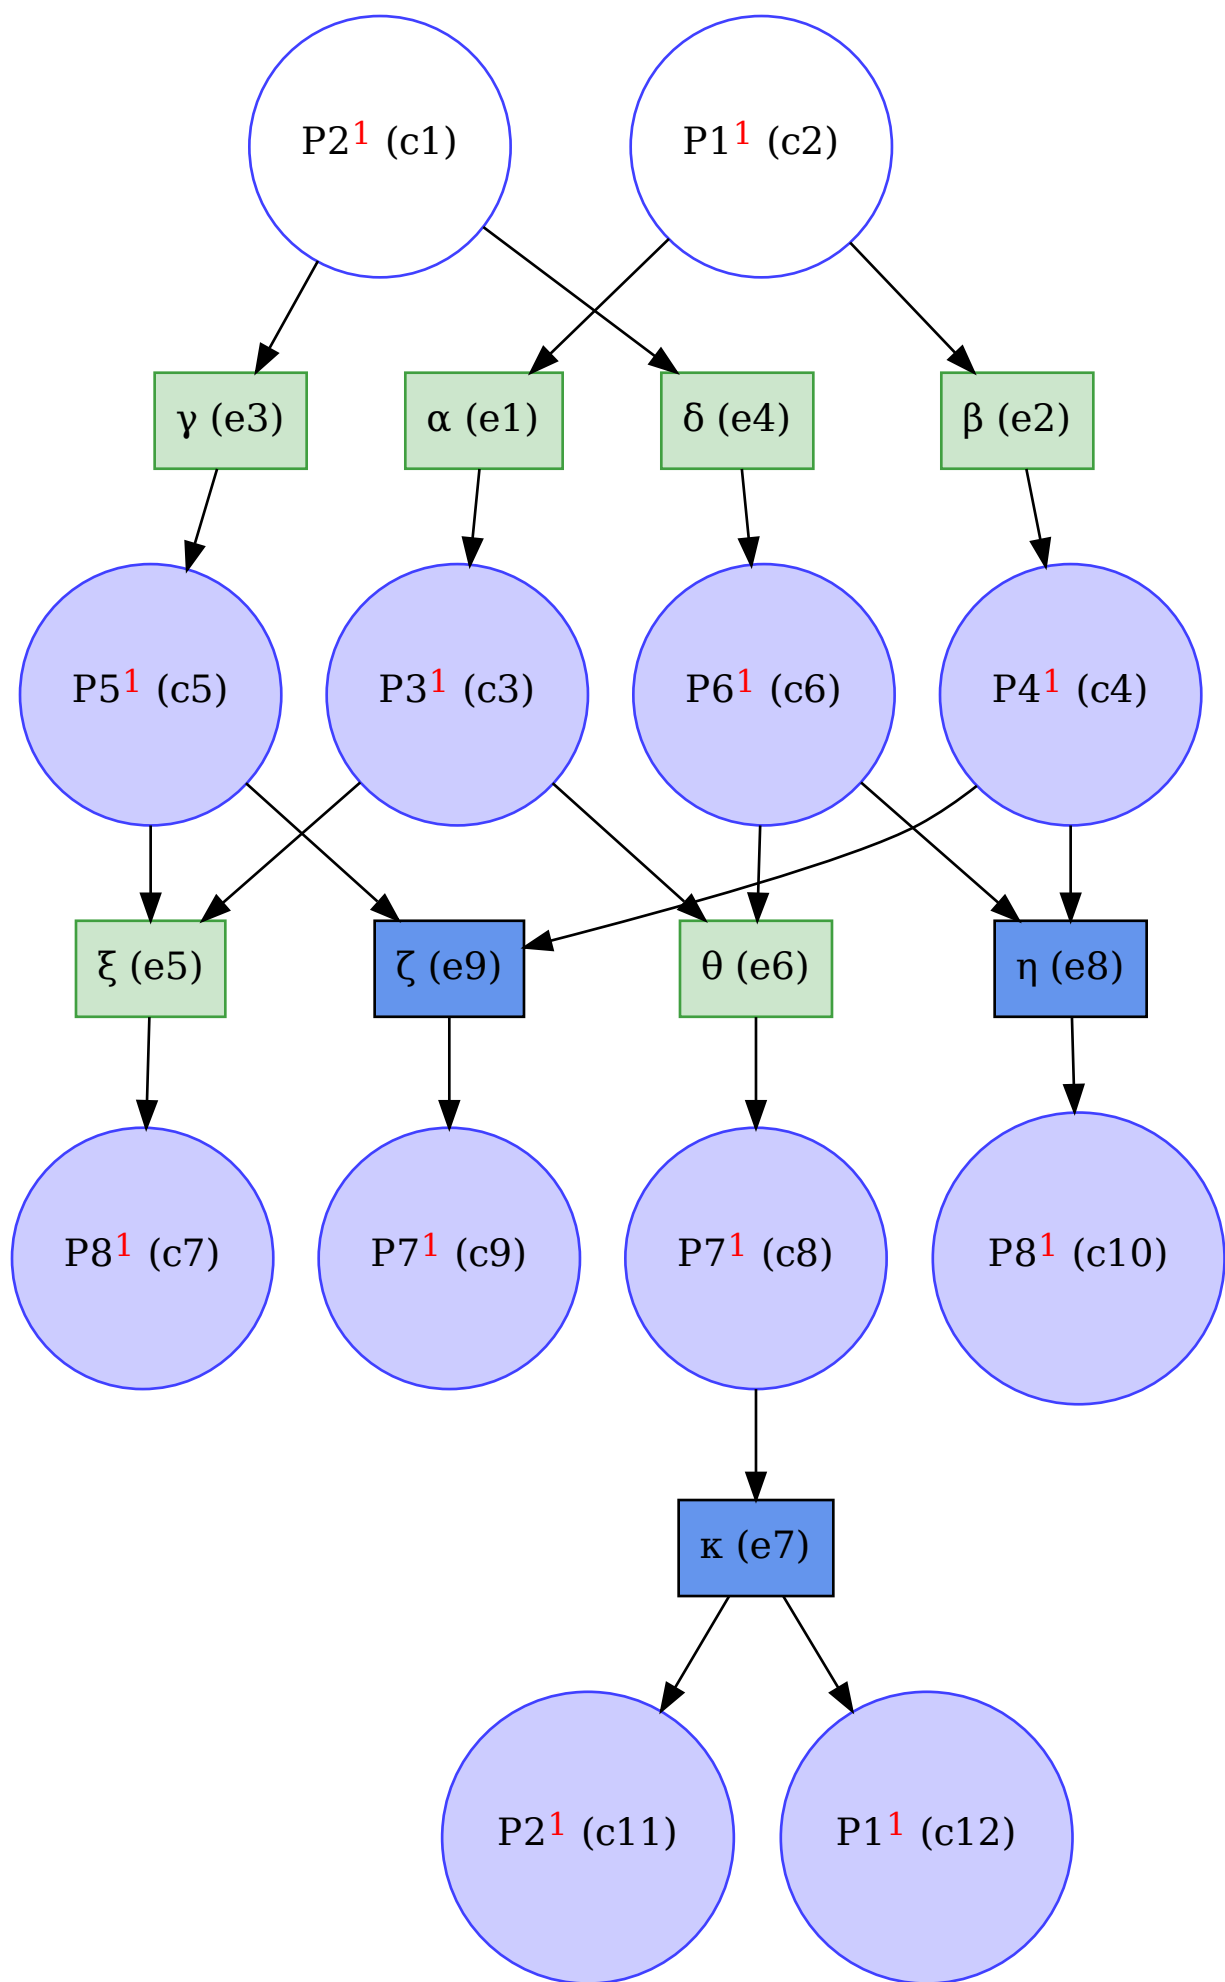 P2¹ (c1)
P1¹ (c2)
γ (e3)
α (e1)
δ (e4)
β (e2)
P5¹ (c5)
P3¹ (c3)
P6¹ (c6)
P4¹ (c4)
ξ (e5)
ζ (e9)
θ (e6)
η (e8)
P8¹ (c7)
P7¹ (c9)
P7¹ (c8)
P8¹ (c10)
κ (e7)
P2¹ (c11)
P1¹ (c12)